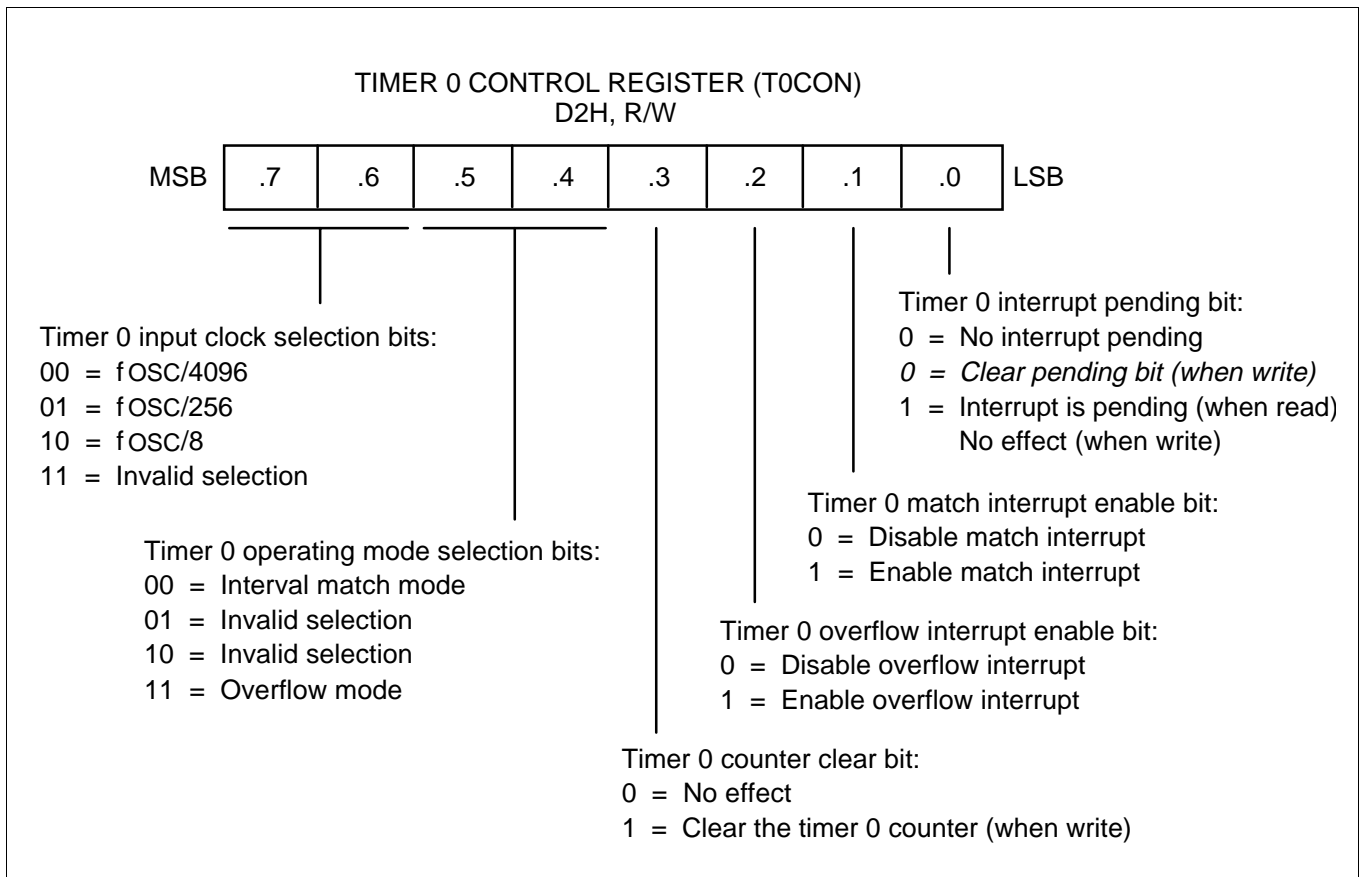 TIMER 0 CONTROL REGISTER (T0CON)
D2H, R/W
MSB .7 .6 .5 .4 .3 .2 .1 .0 LSB
Timer 0 input clock selection bits:
00 = fOSC/4096
01 = fOSC/256
10 = fOSC/8
11 = Invalid selection
Timer 0 operating mode selection bits:
00 = Interval match mode
01 = Invalid selection
10 = Invalid selection
11 = Overflow mode
Timer 0 counter clear bit:
0 = No effect
1 = Clear the timer 0 counter (when write)
Timer 0 overflow interrupt enable bit:
0 = Disable overflow interrupt
1 = Enable overflow interrupt
Timer 0 match interrupt enable bit:
0 = Disable match interrupt
1 = Enable match interrupt
Timer 0 interrupt pending bit:
0 = No interrupt pending
0 = Clear pending bit (when write)
1 = Interrupt is pending (when read)
No effect (when write)